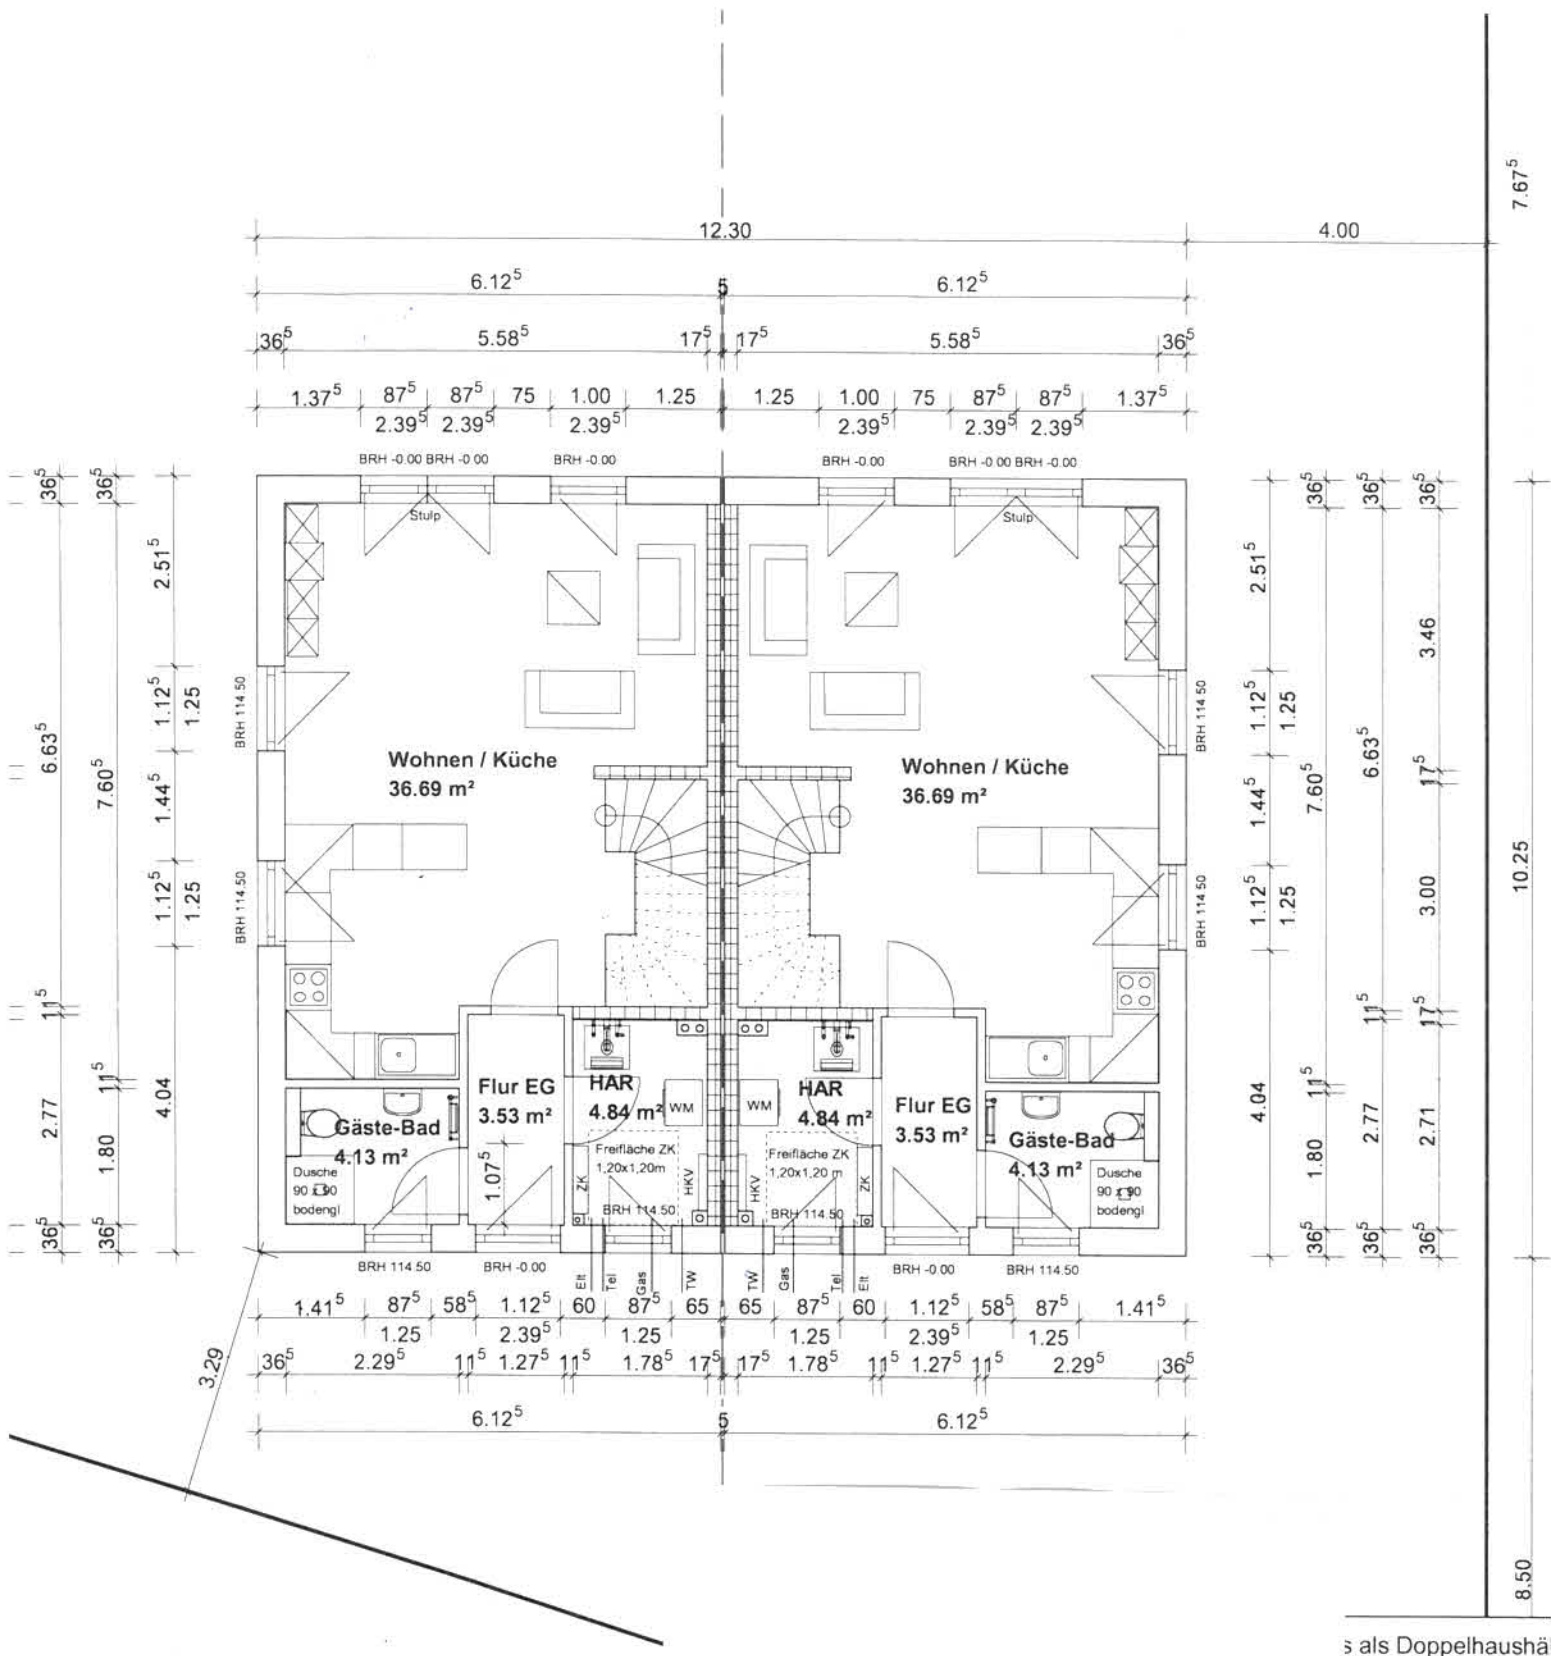 7.67⁵
12.30
4.00
6.12⁵ 5 6.12⁵
36⁵ 5.58⁵ 17⁵ 17⁵ 5.58⁵ 36⁵
1.37⁵ 87⁵ 87⁵ 75 1.00 1.25 1.25 1.00 75 87⁵ 87⁵ 1.37⁵
2.39⁵ 2.39⁵ 2.39⁵ 2.39⁵ 2.39⁵ 2.39⁵
BRH -0.00 BRH -0.00 BRH -0.00 BRH -0.00 BRH -0.00 BRH -0.00
Stulp Stulp
36⁵ 6.63⁵ 11⁵ 2.77 36⁵
36⁵ 7.60⁵ 11⁵ 1.80 36⁵
2.51⁵ 1.12⁵ 1.44⁵ 1.12⁵ 4.04
1.25 1.25
BRH 114.50
BRH 114.50
Wohnen / Küche
36.69 m²
Wohnen / Küche
36.69 m²
BRH 114.50
BRH 114.50
2.51⁵ 1.12⁵ 1.44⁵ 1.12⁵ 4.04
1.25 1.25
36⁵ 7.60⁵ 11⁵ 1.80 36⁵
36⁵ 6.63⁵ 11⁵ 2.77 36⁵
36⁵ 3.46 17⁵ 3.00 17⁵ 2.71 36⁵
10.25
8.50
Flur EG
3.53 m²
1.07⁵
HAR
4.84 m²
WM
Freifläche ZK
1,20x1,20m
ZK
HKV
BRH 114.50
Gäste-Bad
4.13 m²
Dusche
90 x 90
bodengl
HAR
4.84 m²
WM
Freifläche ZK
1,20x1,20 m
ZK
HKV
BRH 114.50
Flur EG
3.53 m²
Gäste-Bad
4.13 m²
Dusche
90 x 90
bodengl
BRH 114.50 BRH -0.00 Elt Tel Gas TW TW Gas Tel Elt BRH -0.00 BRH 114.50
1.41⁵ 87⁵ 58⁵ 1.12⁵ 60 87⁵ 65 65 87⁵ 60 1.12⁵ 58⁵ 87⁵ 1.41⁵
1.25 2.39⁵ 1.25 1.25 2.39⁵ 1.25
36⁵ 2.29⁵ 11⁵ 1.27⁵ 11⁵ 1.78⁵ 17⁵ 17⁵ 1.78⁵ 11⁵ 1.27⁵ 11⁵ 2.29⁵ 36⁵
3.29
6.12⁵ 5 6.12⁵
s als Doppelhaushäl